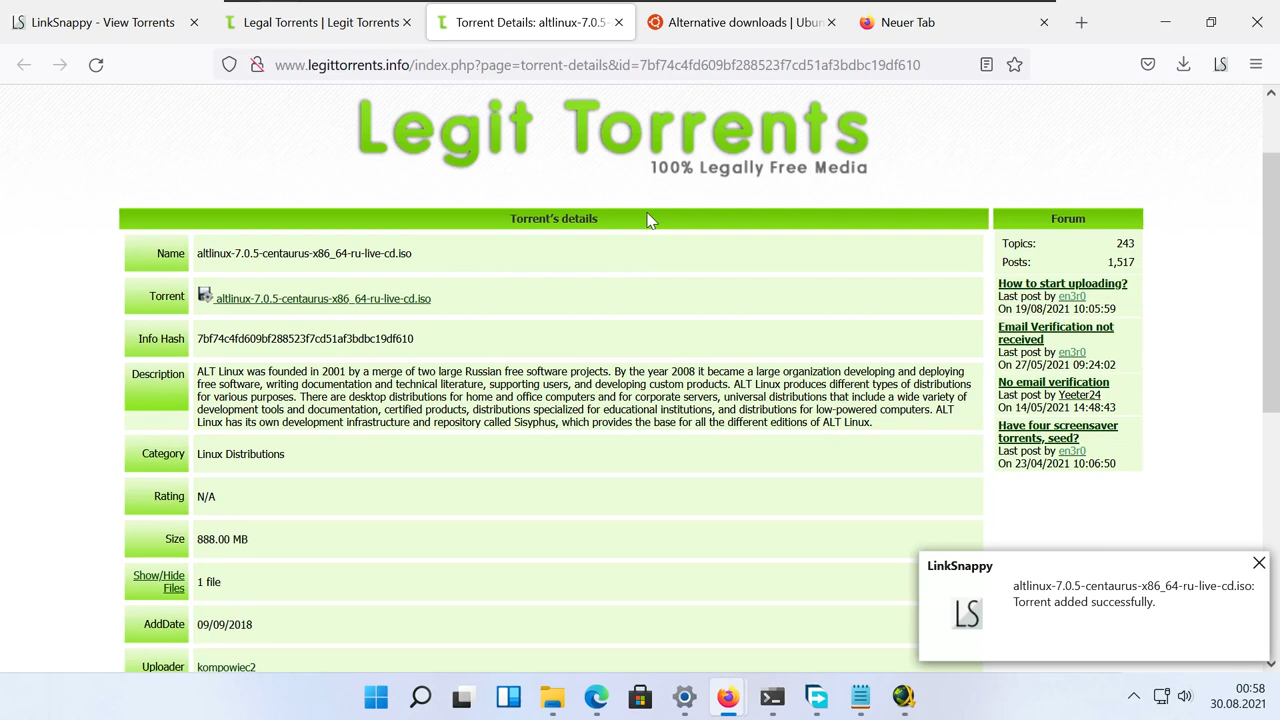 LinkSnappy - View Torrents
Legal Torrents | Legit Torrents
Torrent Details: altlinux-7.0.5-
Alternative downloads | Ubun
Neuer Tab
www.legittorrents.info/index.php?page=torrent-details&id=7bf74c4fd609bf288523f7cd51af3bdbc19df610
Legit Torrents
100% Legally Free Media
Torrent's details
Name
altlinux-7.0.5-centaurus-x86_64-ru-live-cd.iso
Torrent
altlinux-7.0.5-centaurus-x86_64-ru-live-cd.iso
Info Hash
7bf74c4fd609bf288523f7cd51af3bdbc19df610
Description
ALT Linux was founded in 2001 by a merge of two large Russian free software projects. By the year 2008 it became a large organization developing and deploying
free software, writing documentation and technical literature, supporting users, and developing custom products. ALT Linux produces different types of distributions
for various purposes. There are desktop distributions for home and office computers and for corporate servers, universal distributions that include a wide variety of
development tools and documentation, certified products, distributions specialized for educational institutions, and distributions for low-powered computers. ALT
Linux has its own development infrastructure and repository called Sisyphus, which provides the base for all the different editions of ALT Linux.
Category
Linux Distributions
Rating
N/A
Size
888.00 MB
Show/Hide
Files
1 file
AddDate
09/09/2018
Uploader
kompowiec2
Forum
Topics:
243
Posts:
1,517
How to start uploading?
Last post by en3r0
On 19/08/2021 10:05:59
Email Verification not
received
Last post by en3r0
On 27/05/2021 09:24:02
No email verification
Last post by Yeeter24
On 14/05/2021 14:48:43
Have four screensaver
torrents, seed?
Last post by en3r0
On 23/04/2021 10:06:50
LinkSnappy
LS
altlinux-7.0.5-centaurus-x86_64-ru-live-cd.iso:
Torrent added successfully.
00:58
30.08.2021